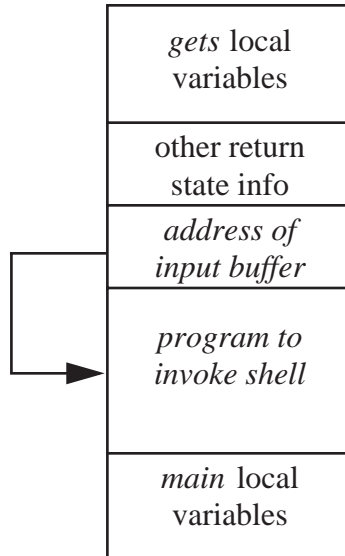 gets local
variables
other return
state info
address of
input buffer
program to
invoke shell
main local
variables